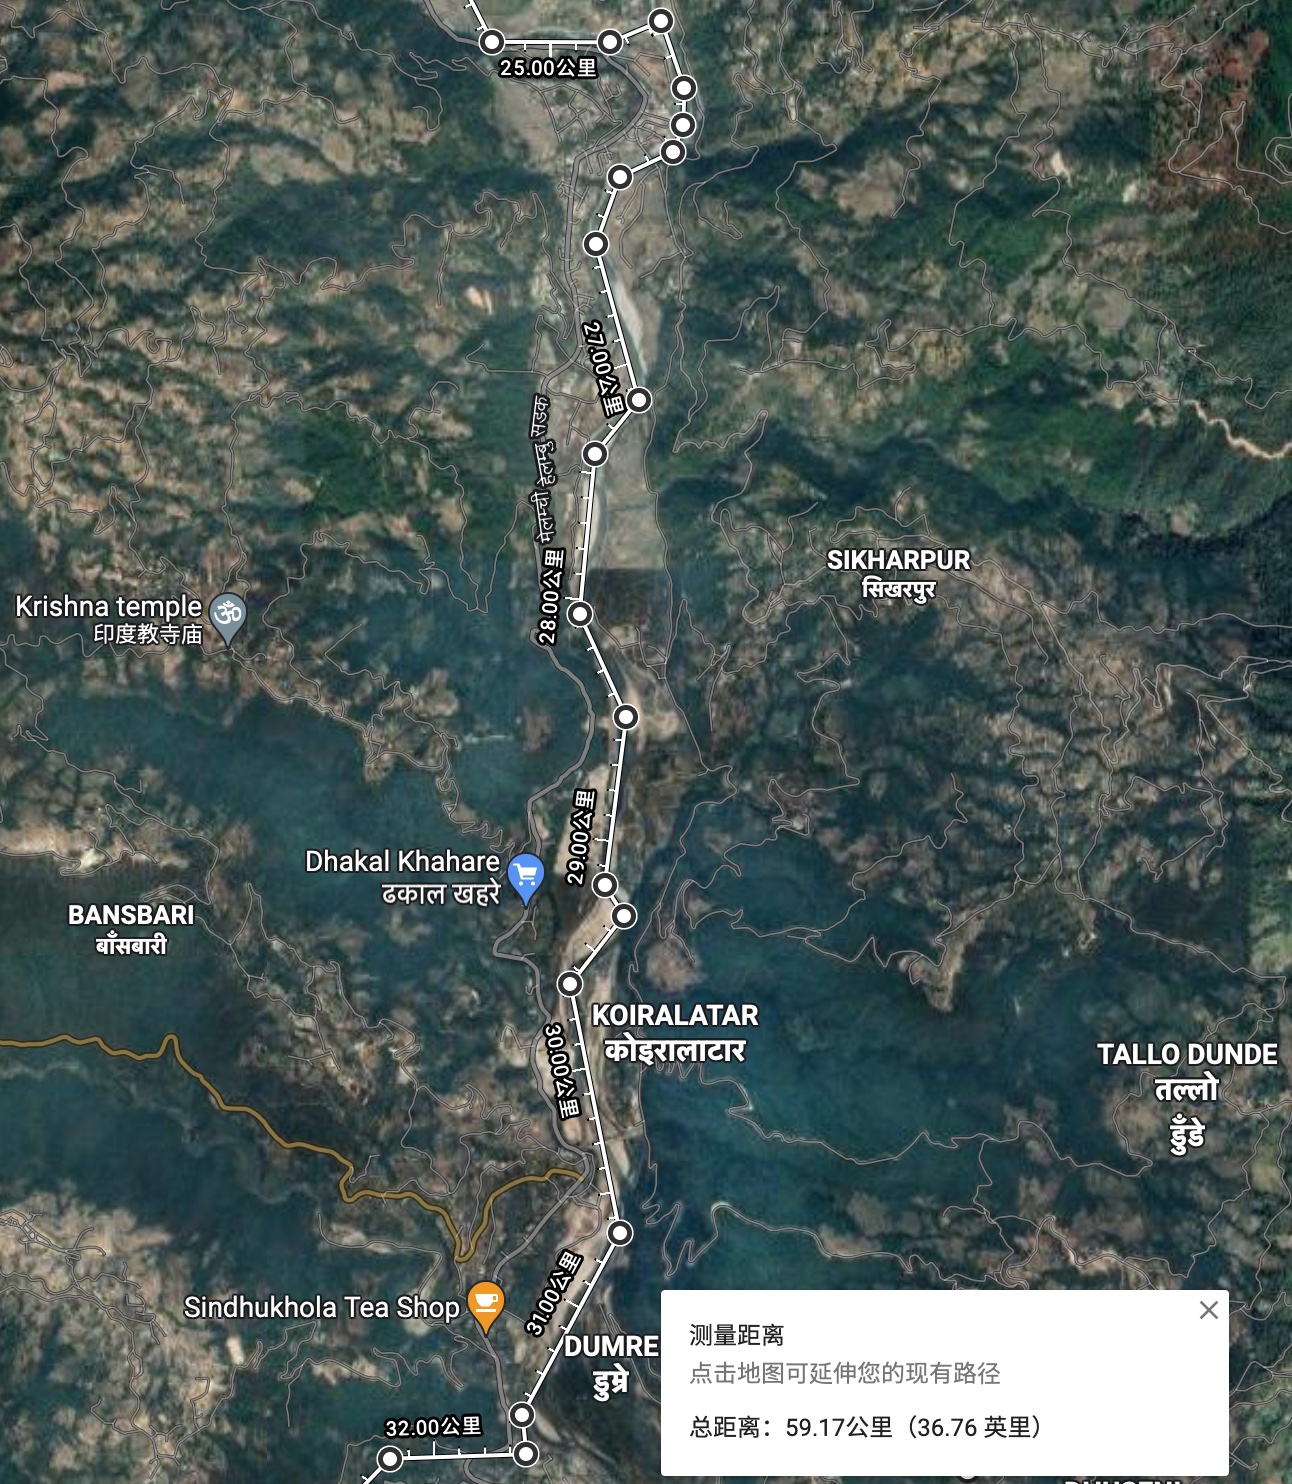 25.00公里
27.00公里
मेलम्ची हेलम्बु सडक
28.00公里
SIKHARPUR
सिखरपुर
Krishna temple
印度教寺庙
29.00公里
Dhakal Khahare
ढकाल खहरे
BANSBARI
बाँसबारी
KOIRALATAR
कोइरालाटार
30.00公里
TALLO DUNDE
तल्लो
डुँडे
Sindhukhola Tea Shop
31.00公里
DUMRE
डुम्रे
32.00公里
测量距离
点击地图可延伸您的现有路径
总距离：59.17公里（36.76 英里）